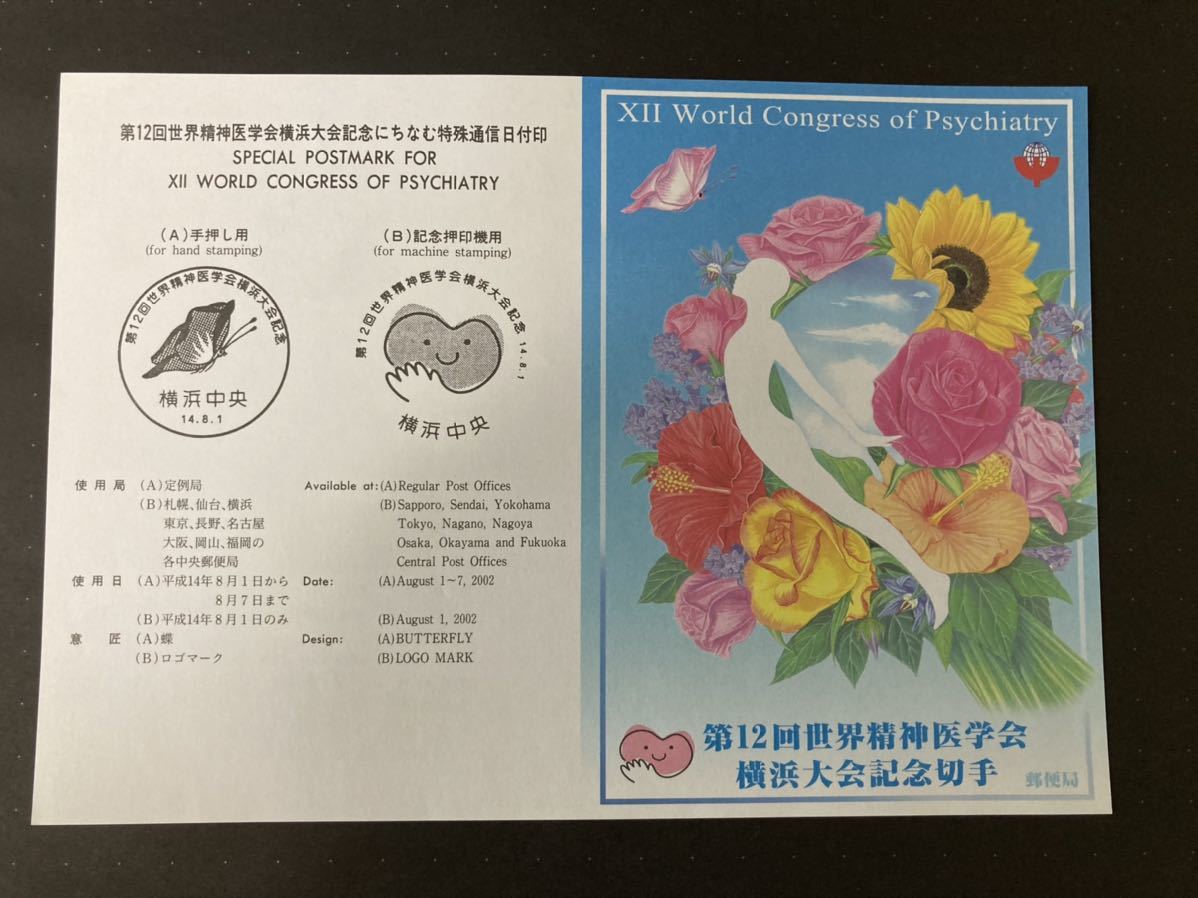 第12回世界精神医学会横浜大会記念にちなむ特殊通信日付印
SPECIAL POSTMARK FOR
XII WORLD CONGRESS OF PSYCHIATRY
(A)手押し用
(for hand stamping)
第12回世界精神医学会横浜大会記念
横浜中央
14.8.1
(B)記念押印機用
(for machine stamping)
第12回世界精神医学会横浜大会記念 14.8.1
横浜中央
使用局 (A)定例局
(B)札幌、仙台、横浜
東京、長野、名古屋
大阪、岡山、福岡の
各中央郵便局
使用日 (A)平成14年8月1日から
8月7日まで
(B)平成14年8月1日のみ
意匠 (A)蝶
(B)ロゴマーク
Available at: (A)Regular Post Offices
(B)Sapporo, Sendai, Yokohama
Tokyo, Nagano, Nagoya
Osaka, Okayama and Fukuoka
Central Post Offices
Date: (A)August 1~7, 2002
(B)August 1, 2002
Design: (A)BUTTERFLY
(B)LOGO MARK
XII World Congress of Psychiatry
第12回世界精神医学会
横浜大会記念切手
郵便局